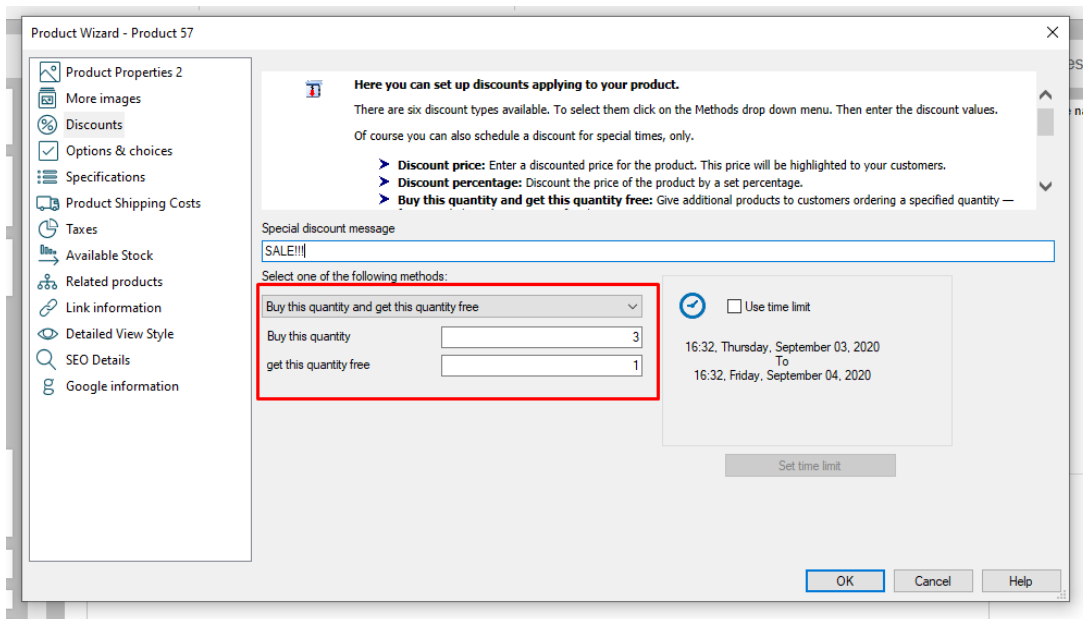 Product Wizard - Product 57
Product Properties 2
More images
Discounts
Options & choices
Specifications
Product Shipping Costs
Taxes
Available Stock
Related products
Link information
Detailed View Style
SEO Details
Google information
Here you can set up discounts applying to your product.
There are six discount types available. To select them click on the Methods drop down menu. Then enter the discount values.
Of course you can also schedule a discount for special times, only.
Discount price: Enter a discounted price for the product. This price will be highlighted to your customers.
Discount percentage: Discount the price of the product by a set percentage.
Buy this quantity and get this quantity free: Give additional products to customers ordering a specified quantity —
Special discount message
SALE!!!
Select one of the following methods:
Buy this quantity and get this quantity free
Buy this quantity 3
get this quantity free 1
Use time limit
16:32, Thursday, September 03, 2020
To
16:32, Friday, September 04, 2020
Set time limit
OK Cancel Help